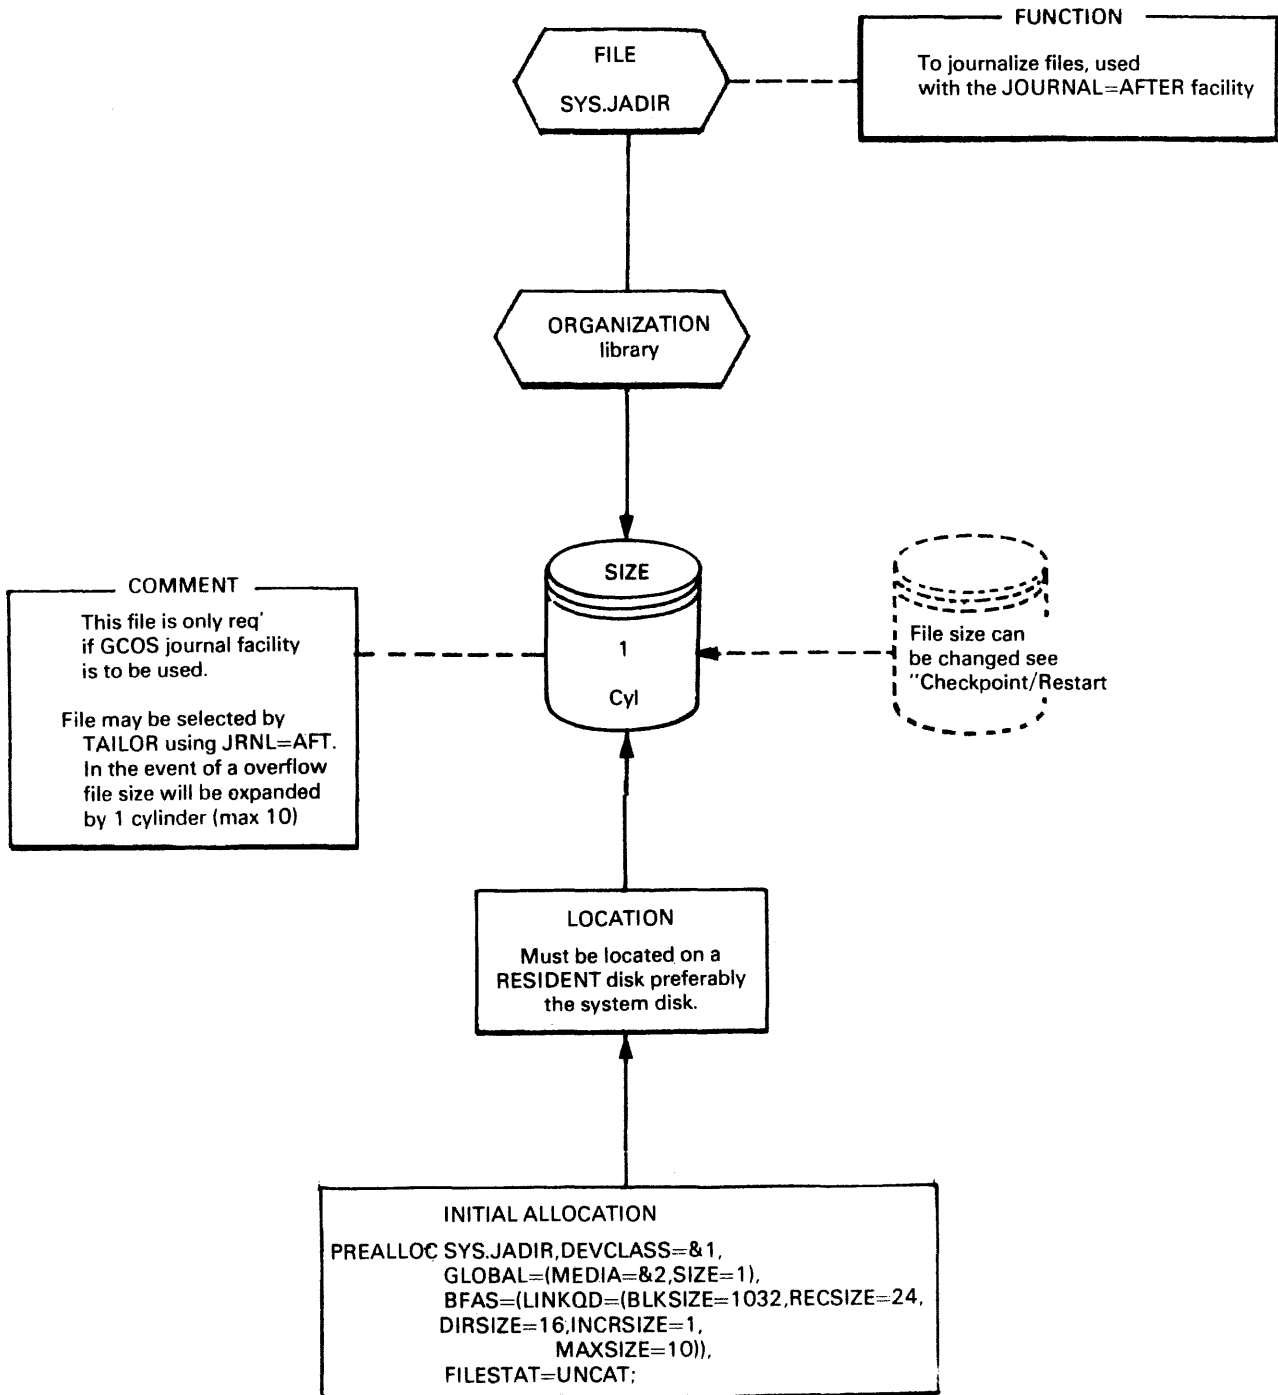 FUNCTION
To journalize files, used
with the JOURNAL=AFTER facility
FILE
SYS.JADIR
ORGANIZATION
library
SIZE
1
Cyl
File size can
be changed see
"Checkpoint/Restart
COMMENT
This file is only req'
if GCOS journal facility
is to be used.
File may be selected by
TAILOR using JRNL=AFT.
In the event of a overflow
file size will be oxpanded
by 1 cylinder (max 10)
LOCATION
Must be located on a
RESIDENT disk preferably
the system disk.
INITIAL ALLOCATION
PREALLOC SYS.JADIR,DEVCLASS=&1,
GLOBAL=(MEDIA=&2,SIZE=1),
BFAS=(LINKQD=(BLKSIZE=1032,RECSIZE=24,
DIRSIZE=16,INCRSIZE=1,
MAXSIZE=10)),
FILESTAT=UNCAT;